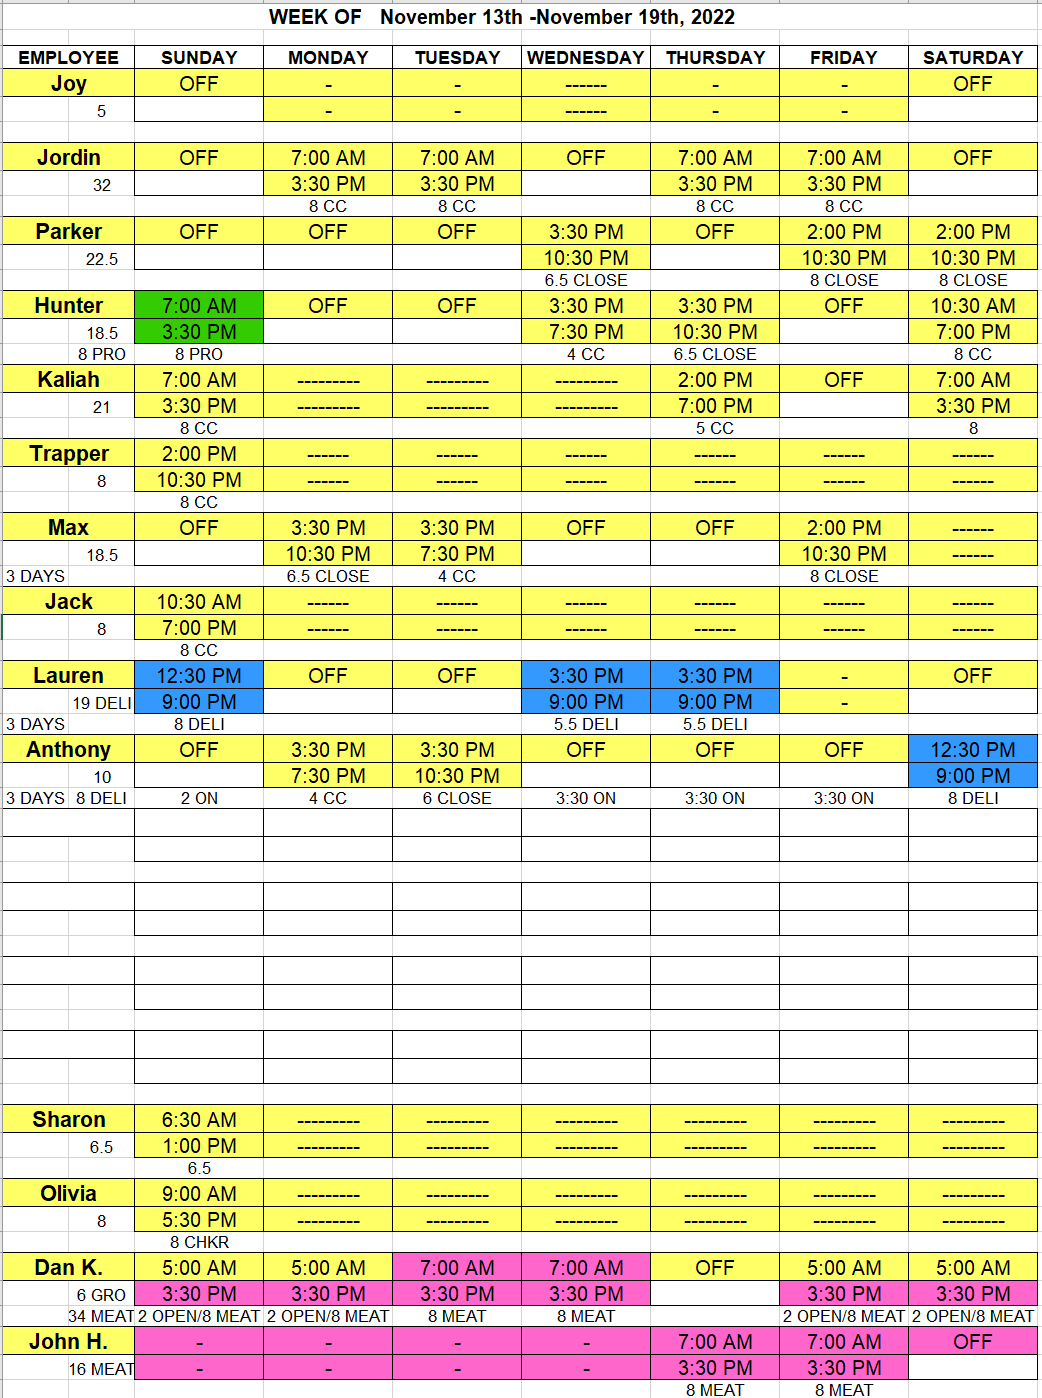 WEEK OF November 13th -November 19th, 2022
EMPLOYEE SUNDAY MONDAY TUESDAY WEDNESDAY THURSDAY FRIDAY SATURDAY
Joy OFF - - ------ - - OFF
5 - - ------ - -
Jordin OFF 7:00 AM 7:00 AM OFF 7:00 AM 7:00 AM OFF
32 3:30 PM 3:30 PM 3:30 PM 3:30 PM
8 CC 8 CC 8 CC 8 CC
Parker OFF OFF OFF 3:30 PM OFF 2:00 PM 2:00 PM
22.5 10:30 PM 10:30 PM 10:30 PM
6.5 CLOSE 8 CLOSE 8 CLOSE
Hunter 7:00 AM OFF OFF 3:30 PM 3:30 PM OFF 10:30 AM
18.5 3:30 PM 7:30 PM 10:30 PM 7:00 PM
8 PRO 8 PRO 4 CC 6.5 CLOSE 8 CC
Kaliah 7:00 AM --------- --------- --------- 2:00 PM OFF 7:00 AM
21 3:30 PM --------- --------- --------- 7:00 PM 3:30 PM
8 CC 5 CC 8
Trapper 2:00 PM ------ ------ ------ ------ ------ ------
8 10:30 PM ------ ------ ------ ------ ------ ------
8 CC
Max OFF 3:30 PM 3:30 PM OFF OFF 2:00 PM ------
18.5 10:30 PM 7:30 PM 10:30 PM ------
3 DAYS 6.5 CLOSE 4 CC 8 CLOSE
Jack 10:30 AM ------ ------ ------ ------ ------ ------
8 7:00 PM ------ ------ ------ ------ ------ ------
8 CC
Lauren 12:30 PM OFF OFF 3:30 PM 3:30 PM - OFF
19 DELI 9:00 PM 9:00 PM 9:00 PM -
3 DAYS 8 DELI 5.5 DELI 5.5 DELI
Anthony OFF 3:30 PM 3:30 PM OFF OFF OFF 12:30 PM
10 7:30 PM 10:30 PM 9:00 PM
3 DAYS 8 DELI 2 ON 4 CC 6 CLOSE 3:30 ON 3:30 ON 3:30 ON 8 DELI
Sharon 6:30 AM --------- --------- --------- --------- --------- ---------
6.5 1:00 PM --------- --------- --------- --------- --------- ---------
6.5
Olivia 9:00 AM --------- --------- --------- --------- --------- ---------
8 5:30 PM --------- --------- --------- --------- --------- ---------
8 CHKR
Dan K. 5:00 AM 5:00 AM 7:00 AM 7:00 AM OFF 5:00 AM 5:00 AM
6 GRO 3:30 PM 3:30 PM 3:30 PM 3:30 PM 3:30 PM 3:30 PM
34 MEAT 2 OPEN/8 MEAT 2 OPEN/8 MEAT 8 MEAT 8 MEAT 2 OPEN/8 MEAT 2 OPEN/8 MEAT
John H. - - - - 7:00 AM 7:00 AM OFF
16 MEAT - - - - 3:30 PM 3:30 PM
8 MEAT 8 MEAT